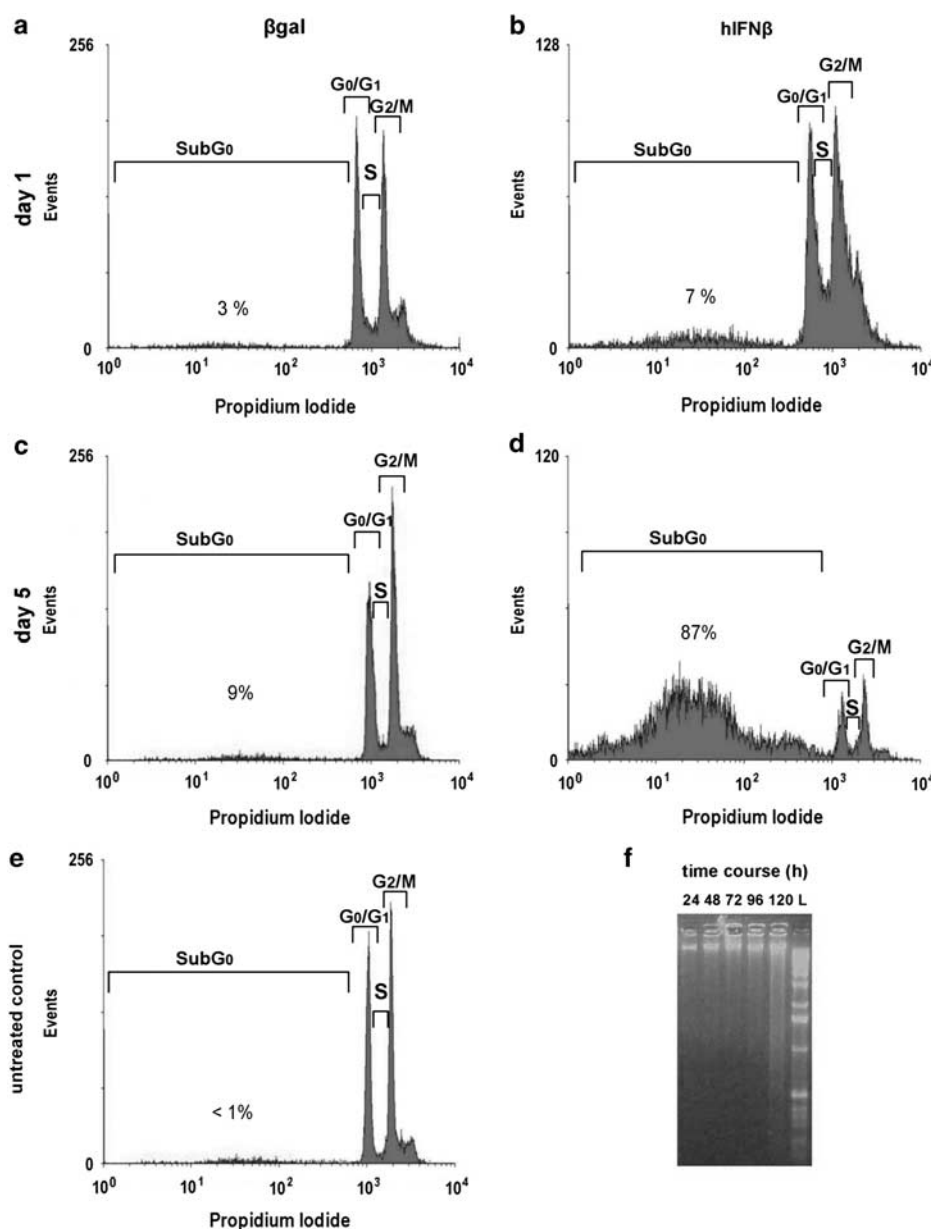 a
βgal
256
0
Events
day 1
SubG0
G0/G1
S
G2/M
3 %
10^0 10^1 10^2 10^3 10^4
Propidium Iodide
b
hIFNβ
128
0
Events
SubG0
G0/G1
S
G2/M
7 %
10^0 10^1 10^2 10^3 10^4
Propidium Iodide
c
256
0
Events
day 5
SubG0
G0/G1
S
G2/M
9%
10^0 10^1 10^2 10^3 10^4
Propidium Iodide
d
120
0
Events
SubG0
87%
G0/G1
S
G2/M
10^0 10^1 10^2 10^3 10^4
Propidium Iodide
e
256
0
Events
untreated control
SubG0
G0/G1
S
G2/M
< 1%
10^0 10^1 10^2 10^3 10^4
Propidium Iodide
f
time course (h)
24 48 72 96 120 L